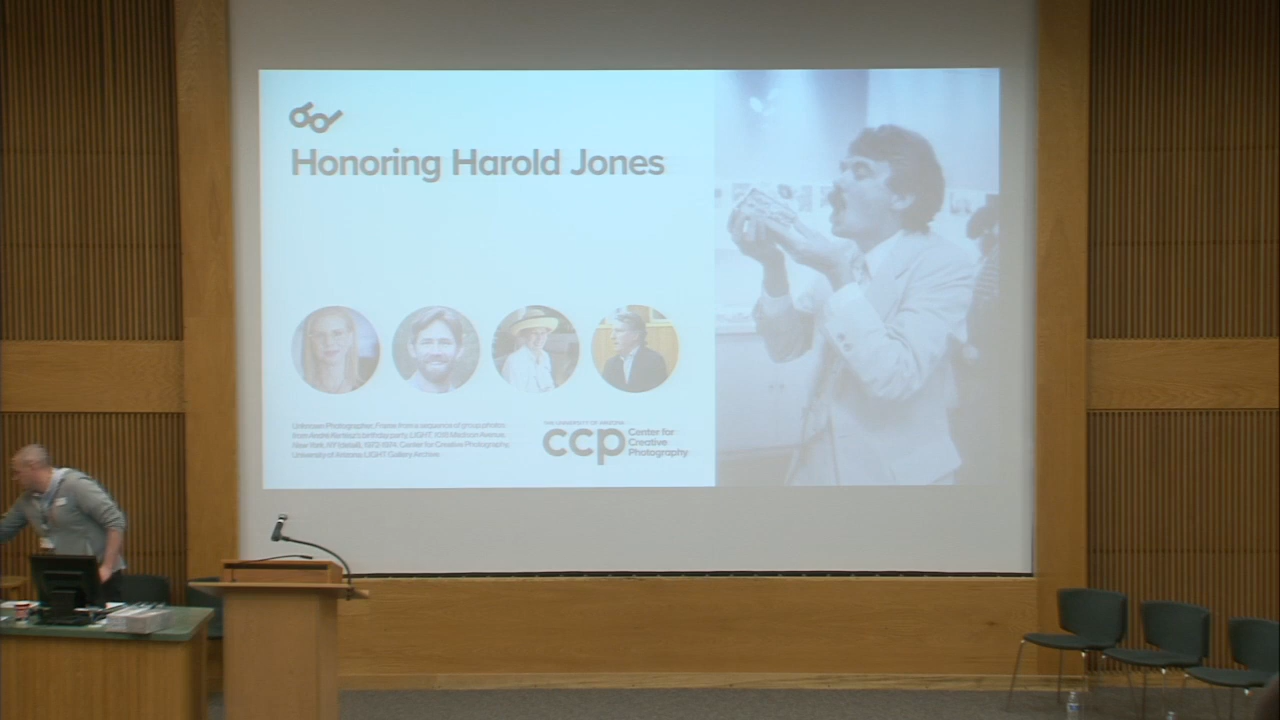 Honoring Harold Jones
Unknown Photographer, Frame from a sequence of group photos
from André Kertész's birthday party, LIGHT 1018 Madison Avenue,
New York, NY (detail), 1972-1974. Center for Creative Photography,
University of Arizona: LIGHT Gallery Archive.
THE UNIVERSITY OF ARIZONA
ccp
Center for
Creative
Photography